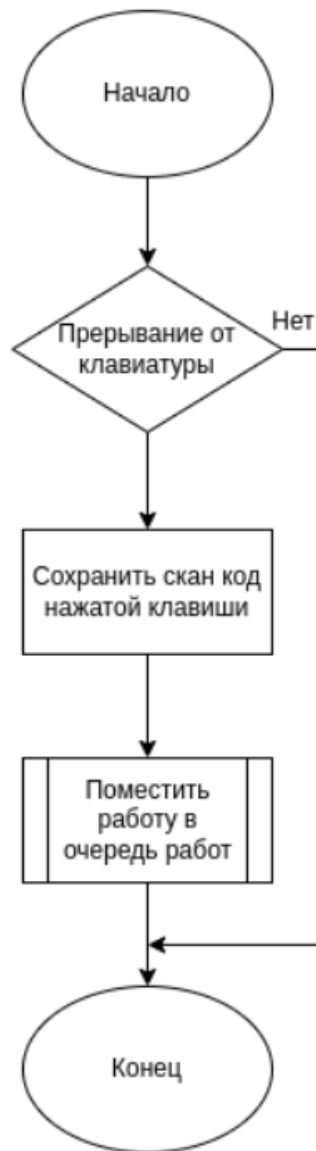 Начало
Прерывание от
клавиатуры
Нет
Сохранить скан код
нажатой клавиши
Поместить
работу в
очередь работ
Конец